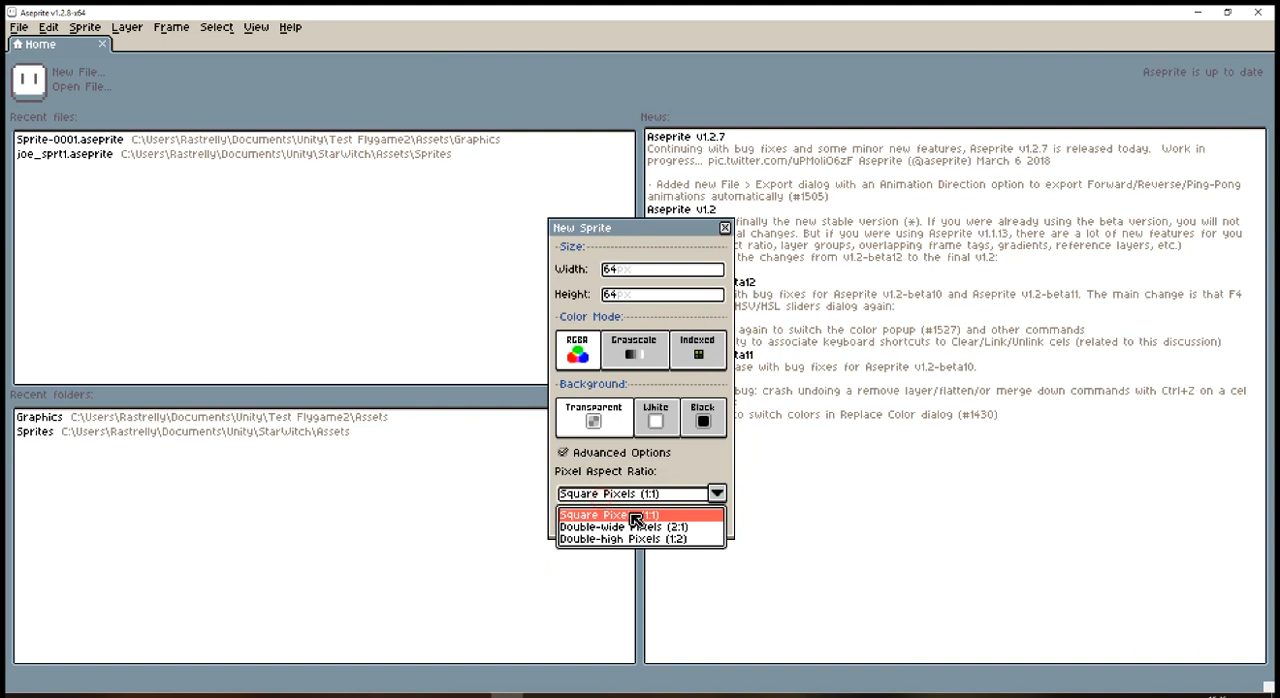 Aseprite v1.2.8-x64
File Edit Sprite Layer Frame Select View Help
Home
New File...
Open File...
Aseprite is up to date
Recent files:
Sprite-0001.aseprite C:\Users\Rastrelly\Documents\Unity\Test Flygame2\Assets\Graphics
joe_sprt1.aseprite C:\Users\Rastrelly\Documents\Unity\StarWitch\Assets\Sprites
Recent folders:
Graphics C:\Users\Rastrelly\Documents\Unity\Test Flygame2\Assets
Sprites C:\Users\Rastrelly\Documents\Unity\StarWitch\Assets
News:
Aseprite v1.2.7
Continuing with bug fixes and some minor new features, Aseprite v1.2.7 is released today. Work in
progress... pic.twitter.com/uPMoIiO6zF Aseprite (@aseprite) March 6 2018
· Added new File > Export dialog with an Animation Direction option to export Forward/Reverse/Ping-Pong
animations automatically (#1505)
Aseprite v1.2
finally the new stable version (*). If you were already using the beta version, you will not
al changes. But if you were using Aseprite v1.1.13, there are a lot of new features for you
ct ratio, layer groups, overlapping frame tags, gradients, reference layers, etc.)
the changes from v1.2-beta12 to the final v1.2:
ta12
ith bug fixes for Aseprite v1.2-beta10 and Aseprite v1.2-beta11. The main change is that F4
HSV/HSL sliders dialog again:
again to switch the color popup (#1527) and other commands
ty to associate keyboard shortcuts to Clear/Link/Unlink cels (related to this discussion)
ta11
ase with bug fixes for Aseprite v1.2-beta10.
bug: crash undoing a remove layer/flatten/or merge down commands with Ctrl+Z on a cel
to switch colors in Replace Color dialog (#1430)
New Sprite
Size:
Width: 64px
Height: 64px
Color Mode:
RGBA Grayscale Indexed
Background:
Transparent White Black
Advanced Options
Pixel Aspect Ratio:
Square Pixels (1:1)
Square Pixels (1:1)
Double-wide Pixels (2:1)
Double-high Pixels (1:2)